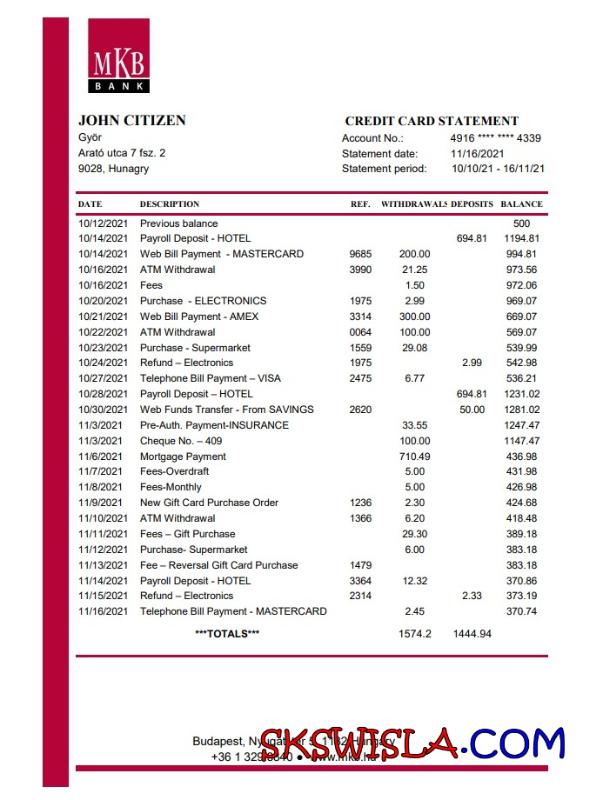 MKB
BANK
JOHN CITIZEN
Győr
Arató utca 7 fsz. 2
9028, Hunagry
CREDIT CARD STATEMENT
Account No.: 4916 **** **** 4339
Statement date: 11/16/2021
Statement period: 10/10/21 - 16/11/21
DATE DESCRIPTION REF. WITHDRAWALS DEPOSITS BALANCE
10/12/2021 Previous balance 500
10/14/2021 Payroll Deposit - HOTEL 694.81 1194.81
10/14/2021 Web Bill Payment - MASTERCARD 9685 200.00 994.81
10/16/2021 ATM Withdrawal 3990 21.25 973.56
10/16/2021 Fees 1.50 972.06
10/20/2021 Purchase - ELECTRONICS 1975 2.99 969.07
10/21/2021 Web Bill Payment - AMEX 3314 300.00 669.07
10/22/2021 ATM Withdrawal 0064 100.00 569.07
10/23/2021 Purchase - Supermarket 1559 29.08 539.99
10/24/2021 Refund – Electronics 1975 2.99 542.98
10/27/2021 Telephone Bill Payment – VISA 2475 6.77 536.21
10/28/2021 Payroll Deposit – HOTEL 694.81 1231.02
10/30/2021 Web Funds Transfer - From SAVINGS 2620 50.00 1281.02
11/3/2021 Pre-Auth. Payment-INSURANCE 33.55 1247.47
11/3/2021 Cheque No. – 409 100.00 1147.47
11/6/2021 Mortgage Payment 710.49 436.98
11/7/2021 Fees-Overdraft 5.00 431.98
11/8/2021 Fees-Monthly 5.00 426.98
11/9/2021 New Gift Card Purchase Order 1236 2.30 424.68
11/10/2021 ATM Withdrawal 1366 6.20 418.48
11/11/2021 Fees – Gift Purchase 29.30 389.18
11/12/2021 Purchase- Supermarket 6.00 383.18
11/13/2021 Fee – Reversal Gift Card Purchase 1479 383.18
11/14/2021 Payroll Deposit - HOTEL 3364 12.32 370.86
11/15/2021 Refund – Electronics 2314 2.33 373.19
11/16/2021 Telephone Bill Payment - MASTERCARD 2.45 370.74
***TOTALS*** 1574.2 1444.94
Budapest, 5, Hungary
+36 1 ●
SKSWISLA.COM